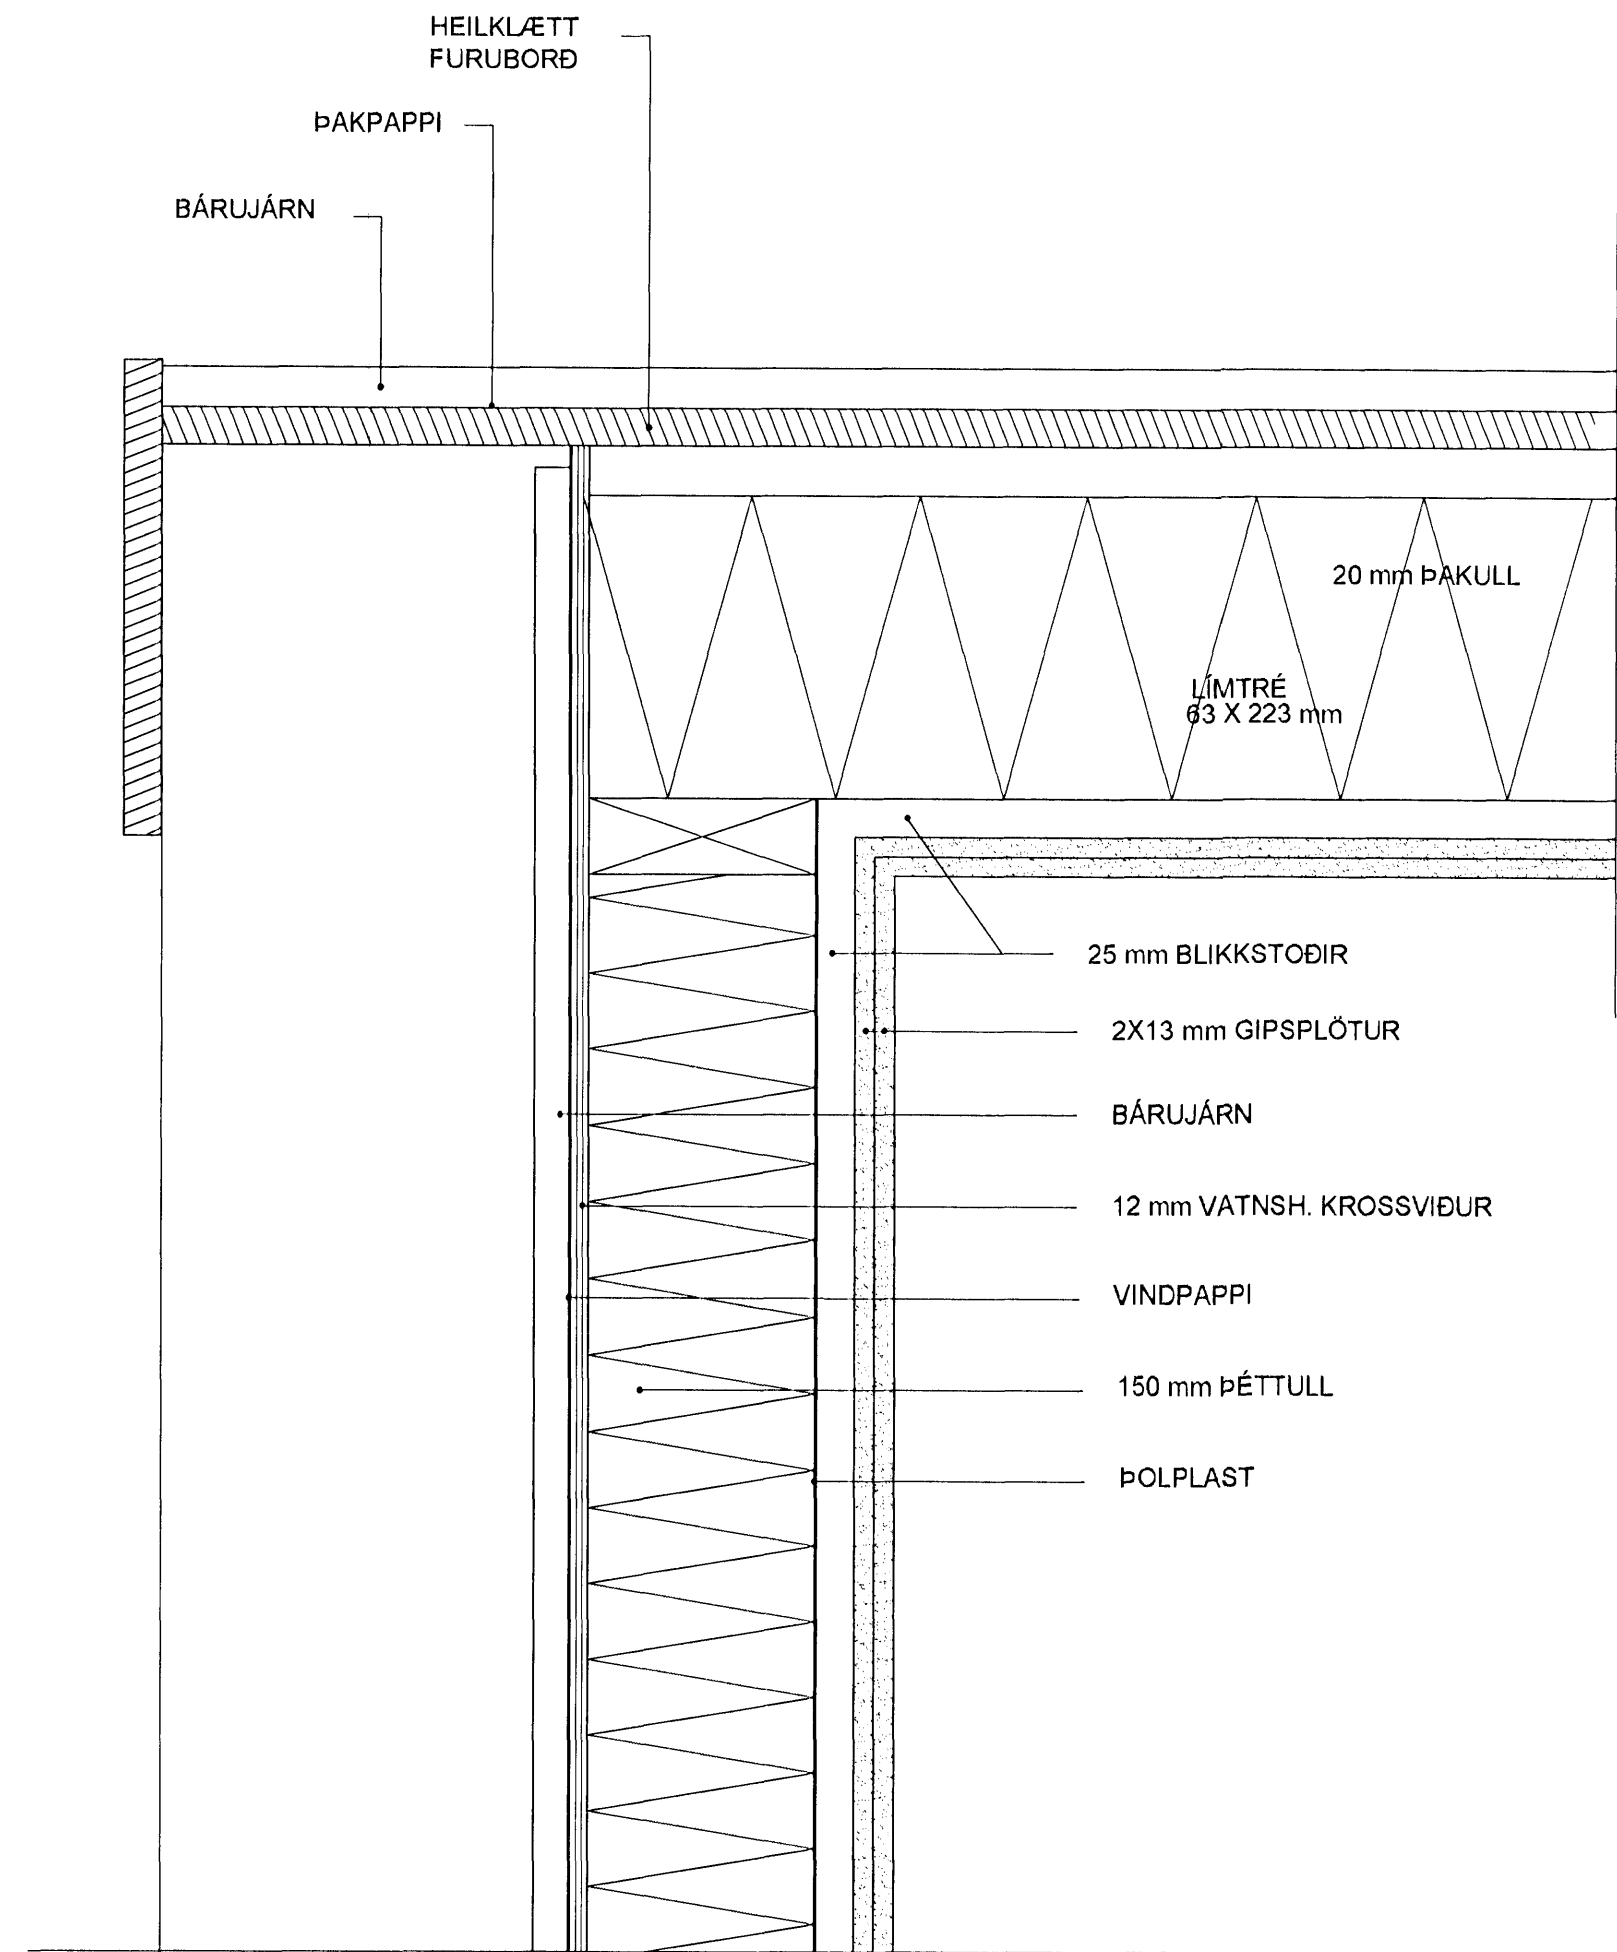 HEILKLÆTT
FURUBORÐ
ÞAKPAPPI
BÁRUJÁRN
20 mm ÞAKULL
LÍMTRÉ
63 X 223 mm
25 mm BLIKKSTOÐIR
2X13 mm GIPSPLÖTUR
BÁRUJÁRN
12 mm VATNSH. KROSSVIÐUR
VINDPAPPI
150 mm ÞÉTTULL
ÞOLPLAST